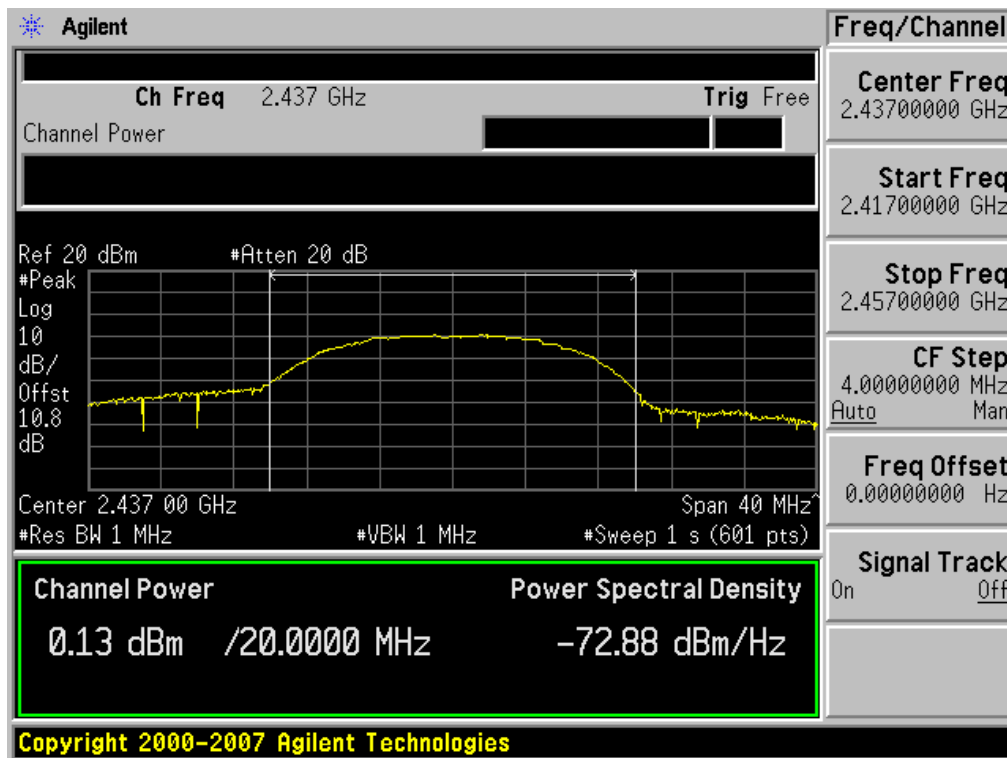 Agilent
Freq/Channel
Ch Freq 2.437 GHz Trig Free
Channel Power
Center Freq
2.43700000 GHz
Start Freq
2.41700000 GHz
Ref 20 dBm #Atten 20 dB
#Peak
Log
10
dB/
Offst
10.8
dB
Stop Freq
2.45700000 GHz
CF Step
4.00000000 MHz
Auto Man
Freq Offset
0.00000000 Hz
Center 2.437 00 GHz Span 40 MHz^
#Res BW 1 MHz #VBW 1 MHz #Sweep 1 s (601 pts)
Signal Track
On Off
Channel Power Power Spectral Density
0.13 dBm /20.0000 MHz -72.88 dBm/Hz
Copyright 2000-2007 Agilent Technologies